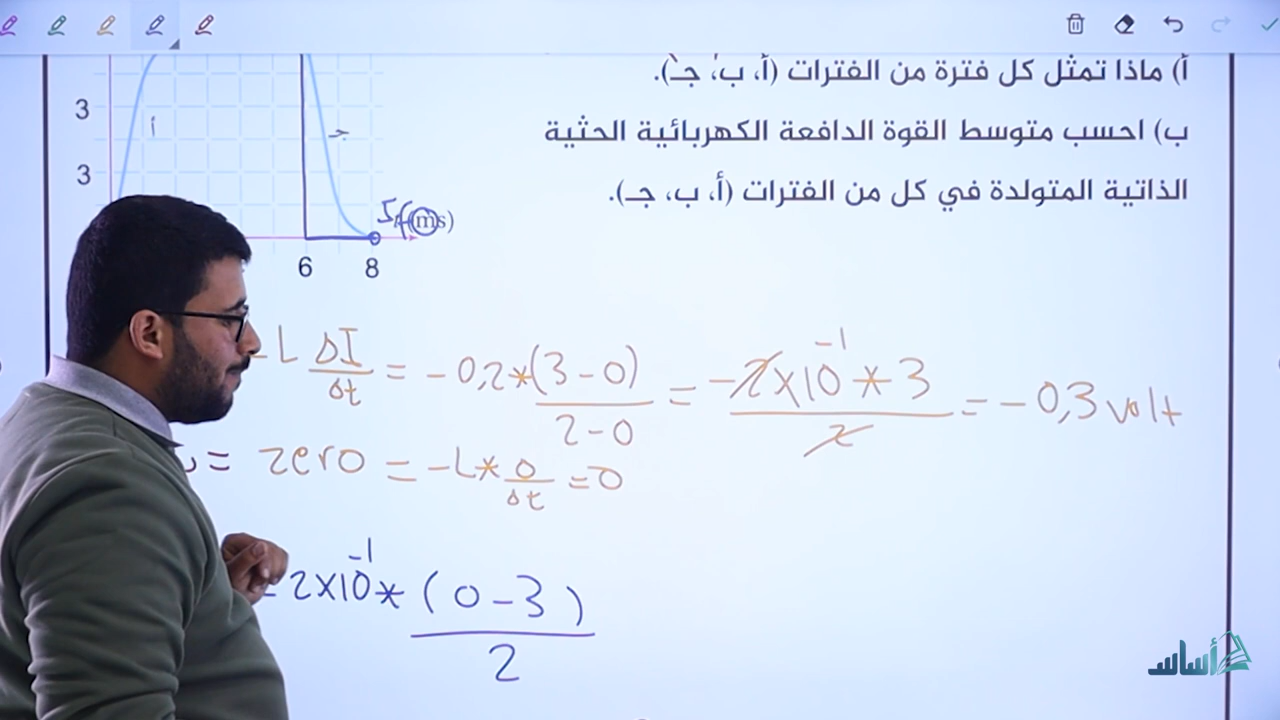 أ) ماذا تمثل كل فترة من الفترات (أ، ب، جـ).
ب) احسب متوسط القوة الدافعة الكهربائية الحثية
الذاتية المتولدة في كل من الفترات (أ، ب، جـ).
3
3
(ms)
6 8
-L ΔI/Δt = -0,2*(3-0)/2-0 = -2x10^-1 * 3/2 = -0,3 volt
= zero = -L* 0/Δt = 0
- 2x10^-1 * (0-3)/2
أساس